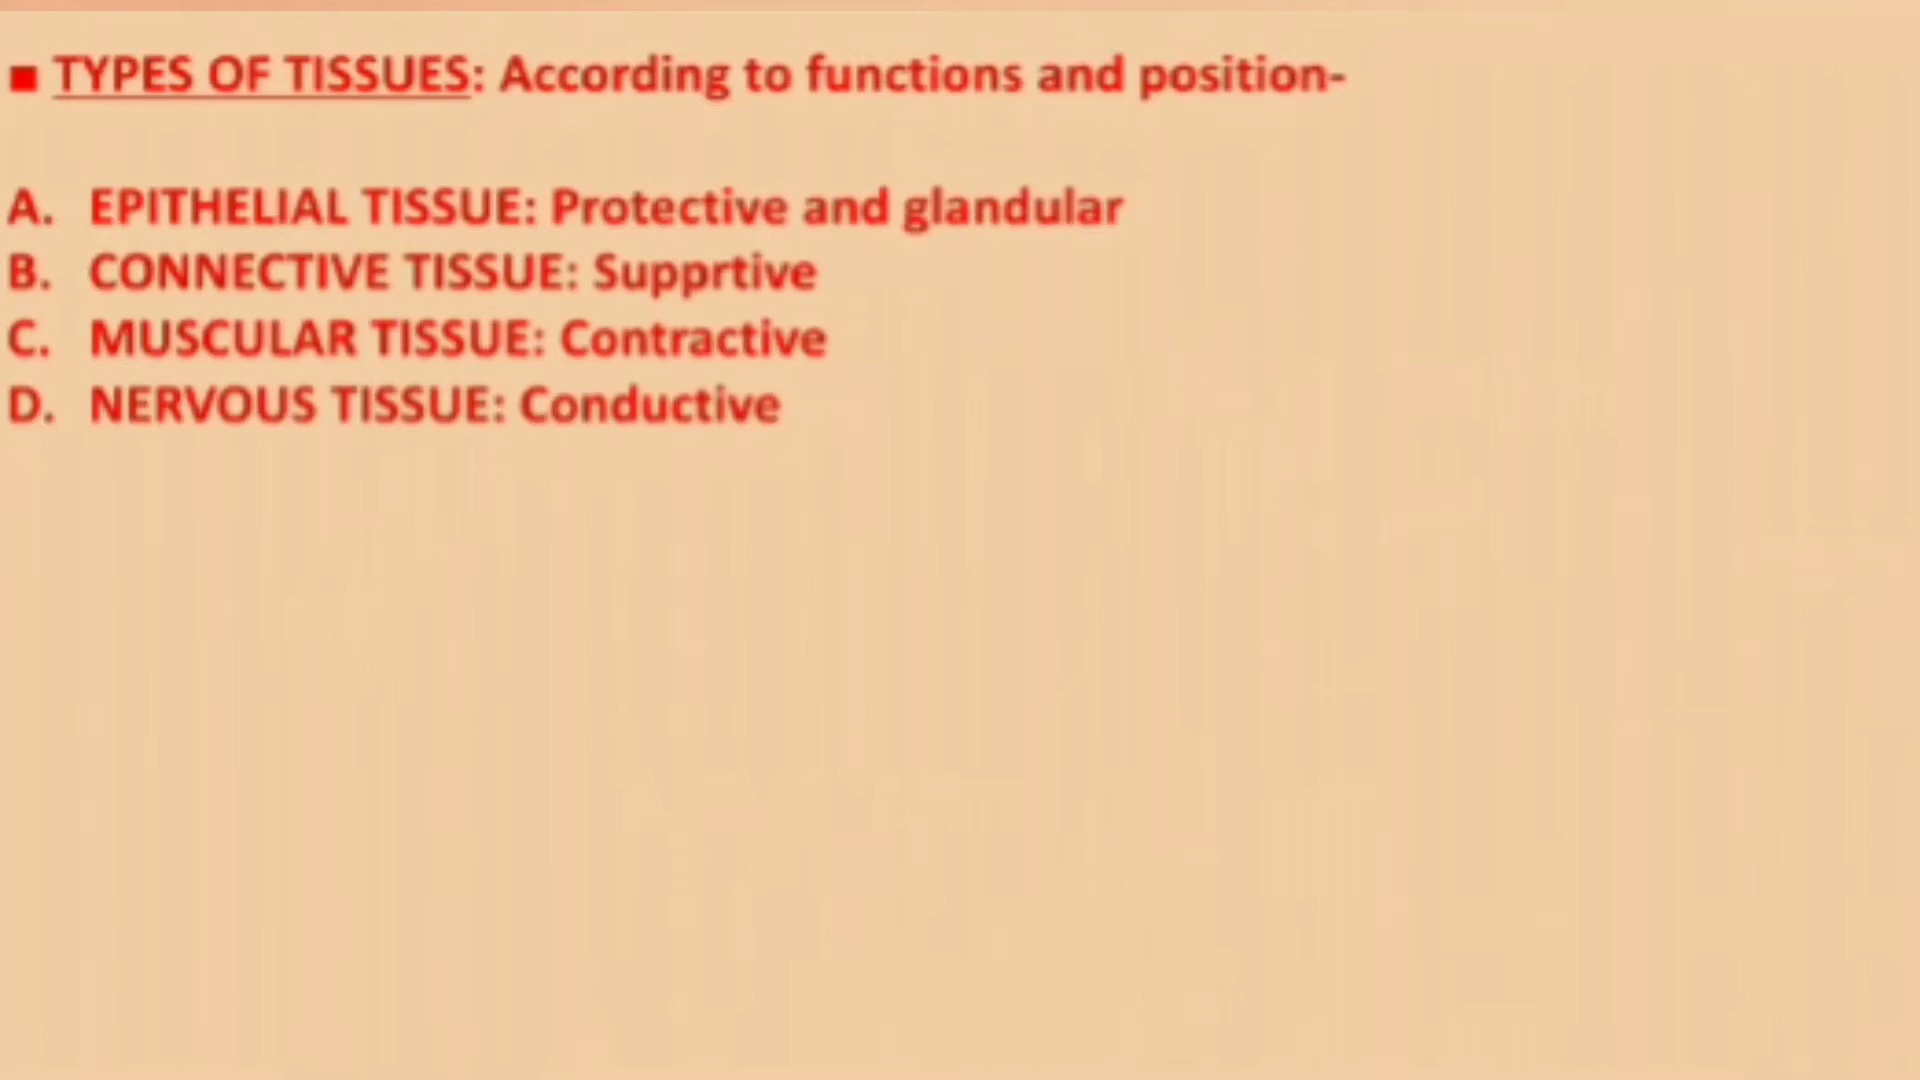 ■ TYPES OF TISSUES: According to functions and position-
A. EPITHELIAL TISSUE: Protective and glandular
B. CONNECTIVE TISSUE: Supprtive
C. MUSCULAR TISSUE: Contractive
D. NERVOUS TISSUE: Conductive